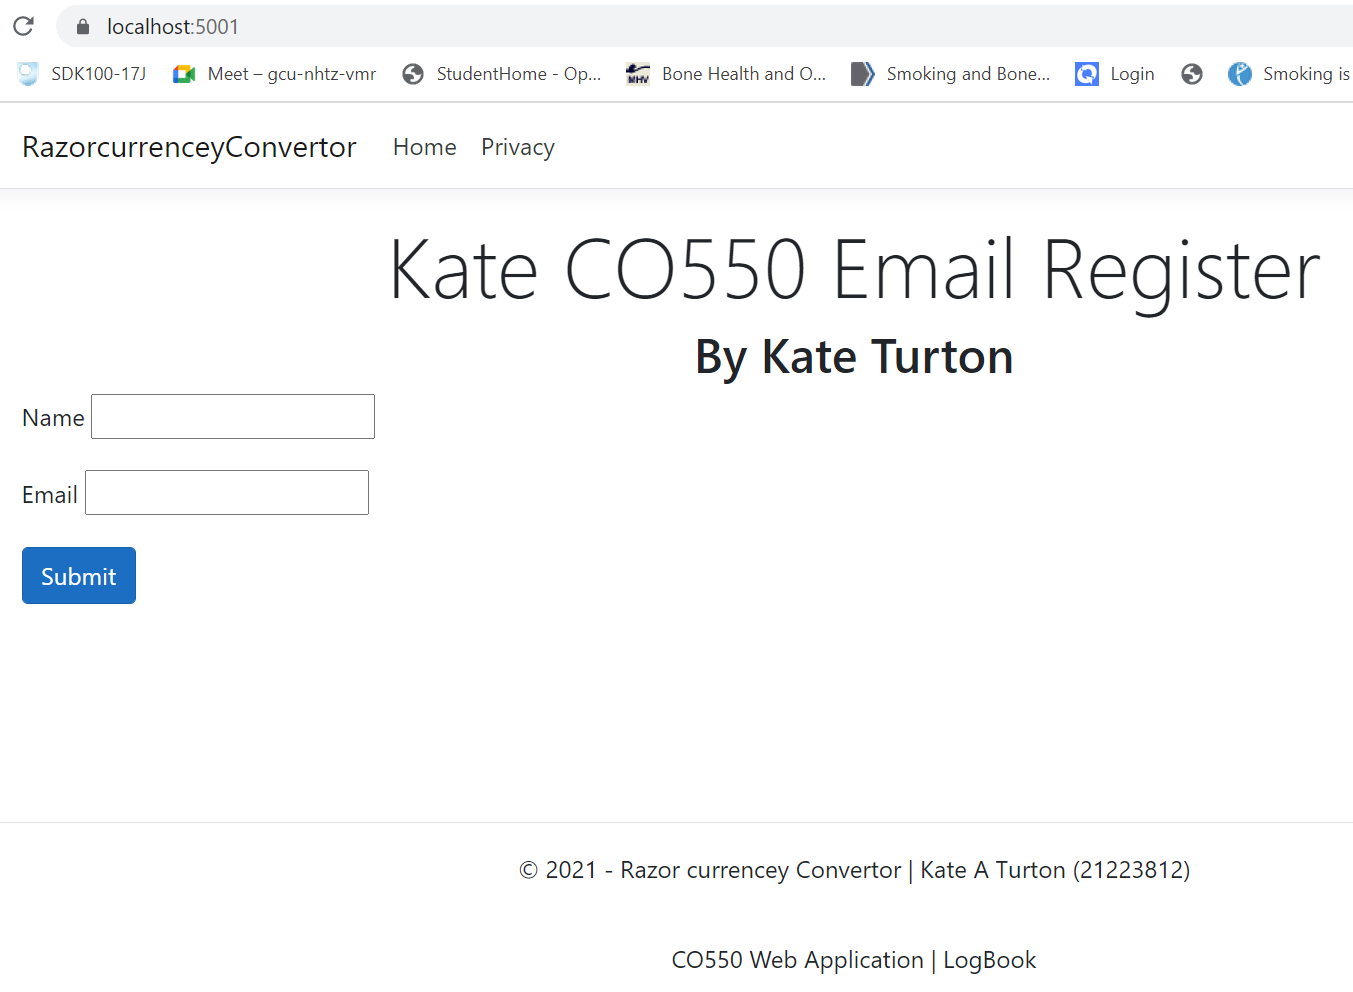 localhost:5001
SDK100-17J Meet – gcu-nhtz-vmr StudentHome - Op... MHV Bone Health and O... Smoking and Bone... Login Smoking is
RazorcurrenceyConvertor Home Privacy
Kate CO550 Email Register
By Kate Turton
Name
Email
Submit
© 2021 - Razor currencey Convertor | Kate A Turton (21223812)
CO550 Web Application | LogBook